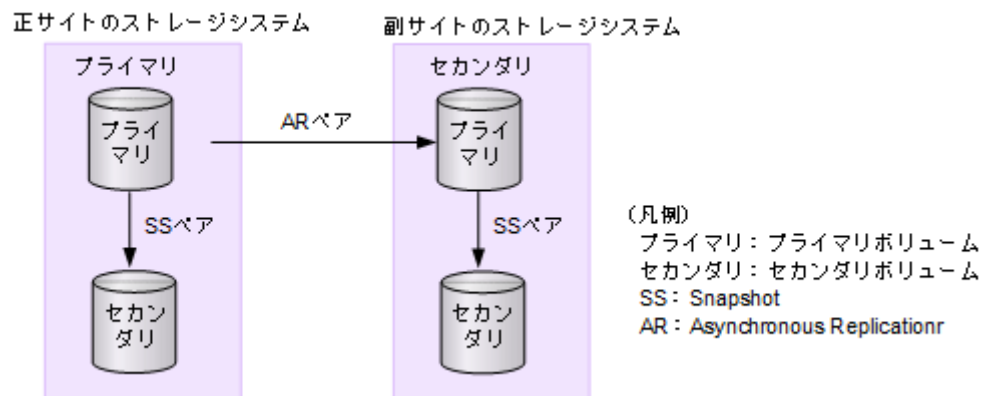 正サイトのストレージシステム
副サイトのストレージシステム
プライマリ
セカンダリ
プライ
マリ
ARペア
プライ
マリ
SSペア
SSペア
セカン
ダリ
セカン
ダリ
（凡例）
プライマリ：プライマリボリューム
セカンダリ：セカンダリボリューム
SS：Snapshot
AR：Asynchronous Replicationr